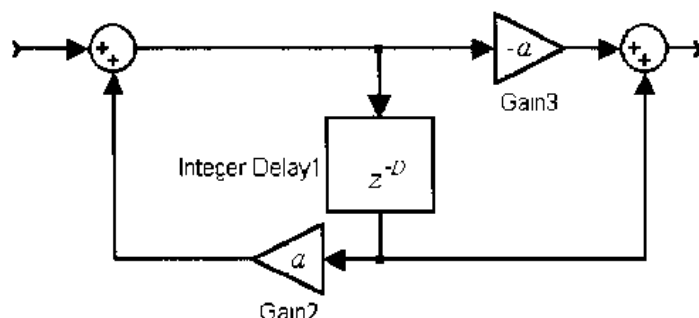 +
+
-a
+
+
Gain3
Integer Delay1
z^-D
a
Gain2